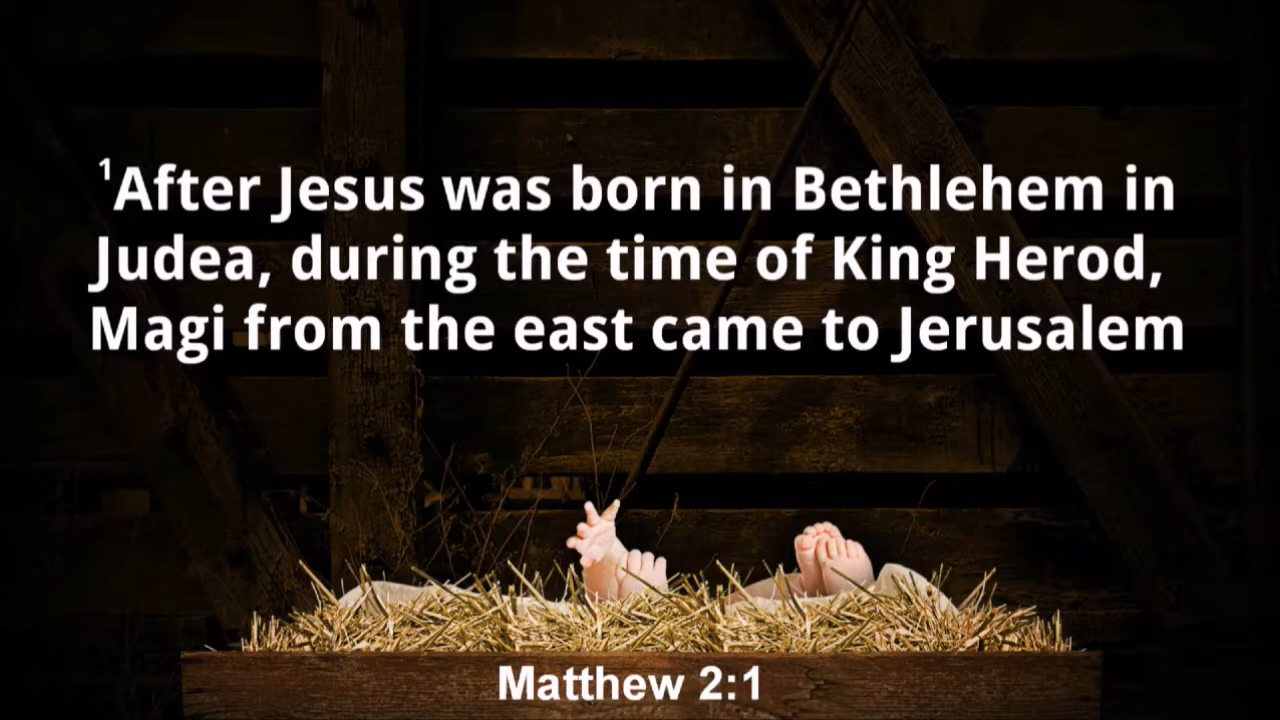 ¹After Jesus was born in Bethlehem in
Judea, during the time of King Herod,
Magi from the east came to Jerusalem
Matthew 2:1